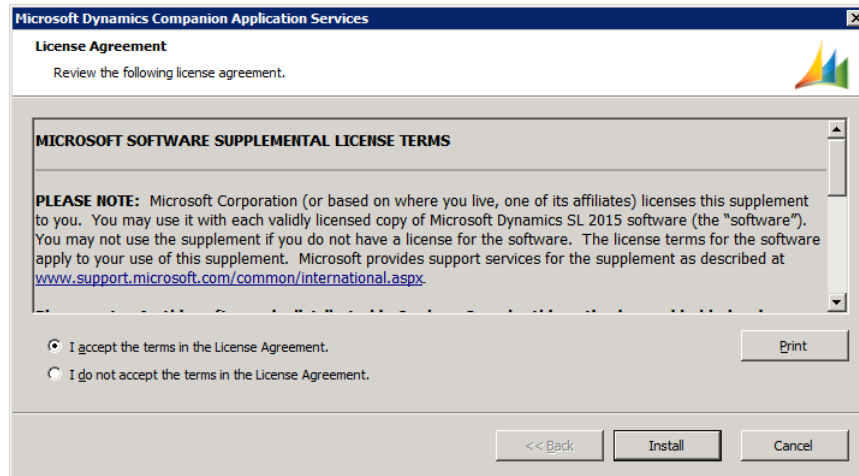 Microsoft Dynamics Companion Application Services
License Agreement
Review the following license agreement.
MICROSOFT SOFTWARE SUPPLEMENTAL LICENSE TERMS
PLEASE NOTE: Microsoft Corporation (or based on where you live, one of its affiliates) licenses this supplement
to you. You may use it with each validly licensed copy of Microsoft Dynamics SL 2015 software (the “software”).
You may not use the supplement if you do not have a license for the software. The license terms for the software
apply to your use of this supplement. Microsoft provides support services for the supplement as described at
www.support.microsoft.com/common/international.aspx.
I accept the terms in the License Agreement.
Print
I do not accept the terms in the License Agreement.
<< Back
Install
Cancel